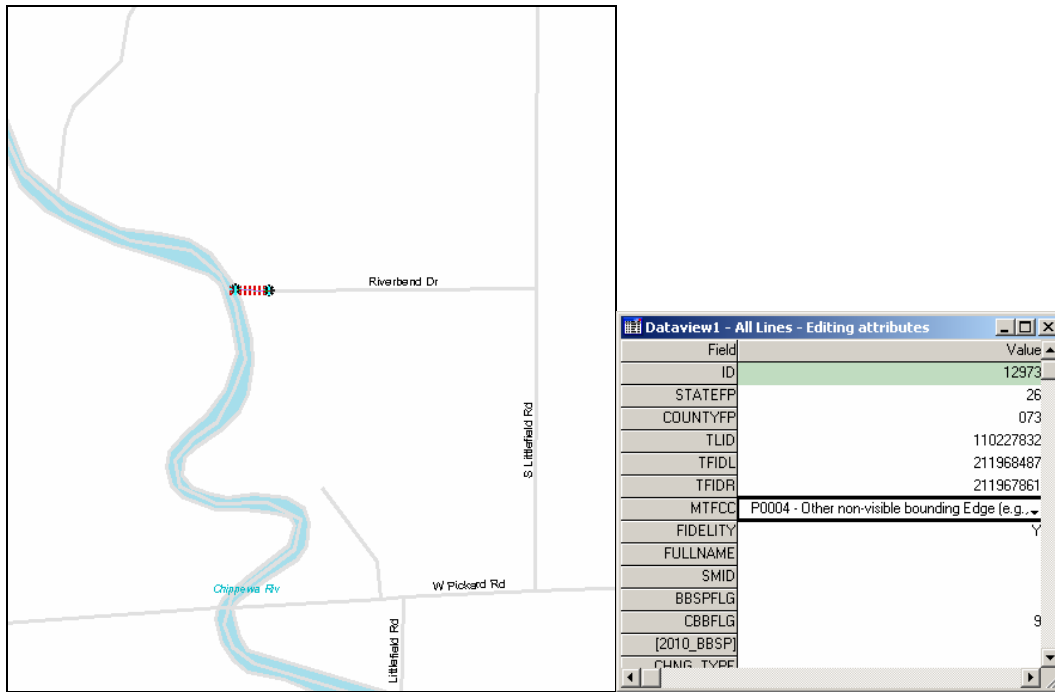 Riverbend Dr
S Littlefield Rd
Chippewa Riv
W Pickard Rd
Littlefield Rd
Dataview1 - All Lines - Editing attributes
Field Value
ID 12973
STATEFP 26
COUNTYFP 073
TLID 110227832
TFIDL 211968487
TFIDR 211967861
MTFCC P0004 - Other non-visible bounding Edge (e.g.,
FIDELITY Y
FULLNAME
SMID
BBSPFLG
CBBFLG 9
[2010_BBSP]
CHNG_TYPE